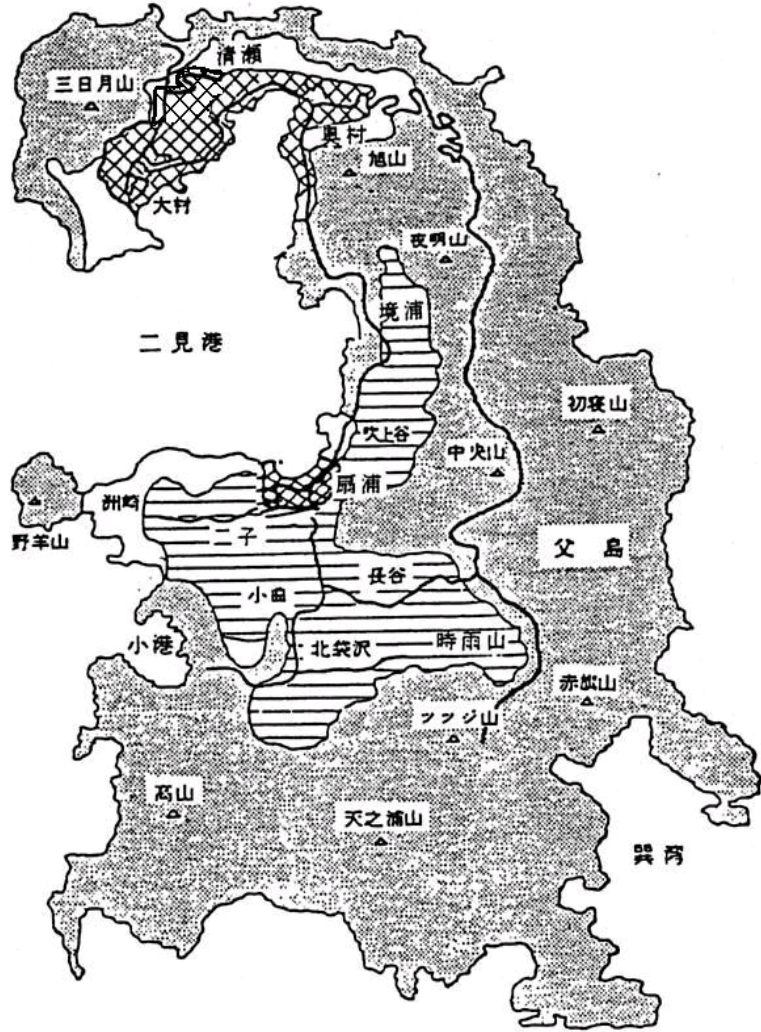 清瀬
三日月山
奥村
旭山
大村
夜明山
境浦
二見港
初寝山
吹上谷
中央山
扇浦
洲崎
野羊山
二子
父島
長谷
小曲
小港
北袋沢
時雨山
赤旗山
ツツジ山
高山
天之浦山
巽湾